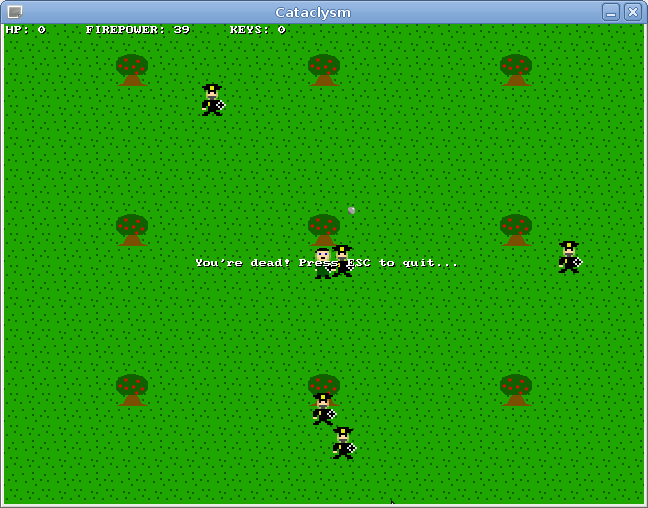 Cataclysm
HP: 0 FIREPOWER: 39 KEYS: 0
You're dead! Press ESC to quit...